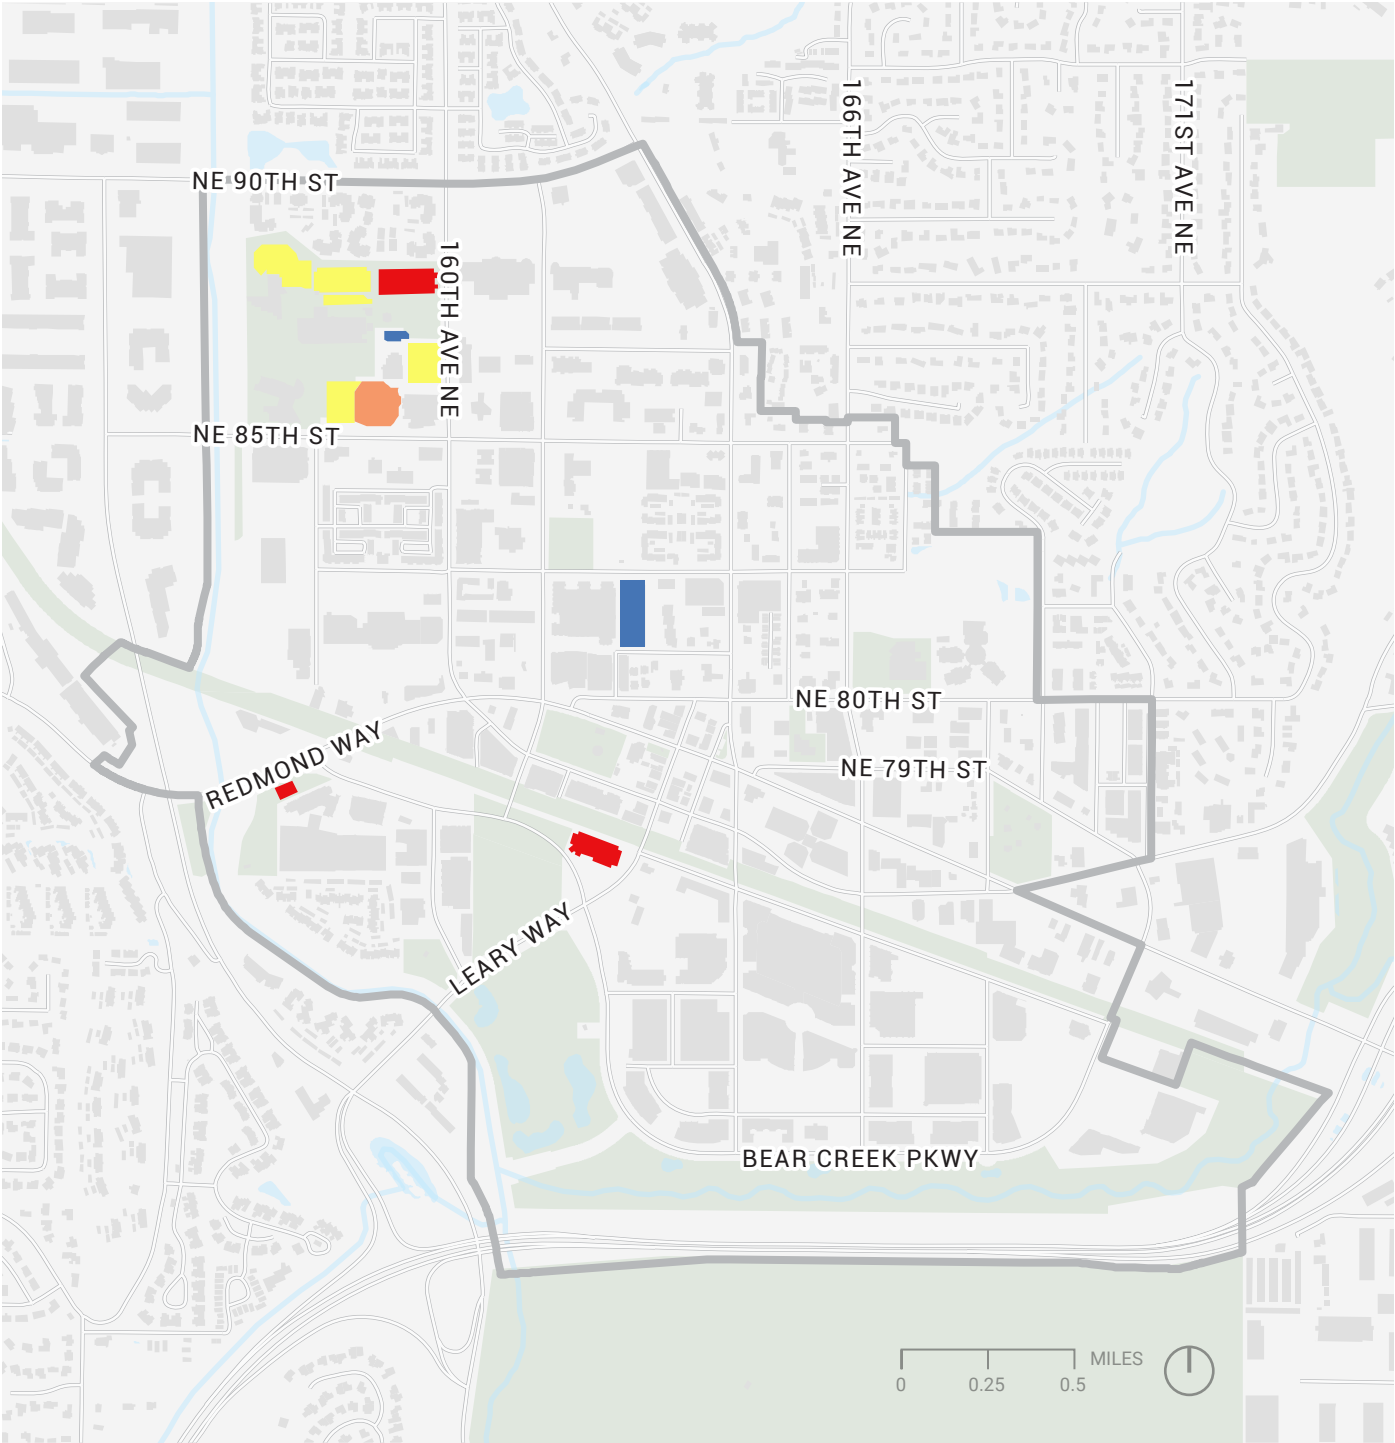 166TH AVE NE
171ST AVE NE
NE 90TH ST
160TH AVE NE
NE 85TH ST
NE 80TH ST
REDMOND WAY
NE 79TH ST
LEARY WAY
BEAR CREEK PKWY
MILES
0 0.25 0.5